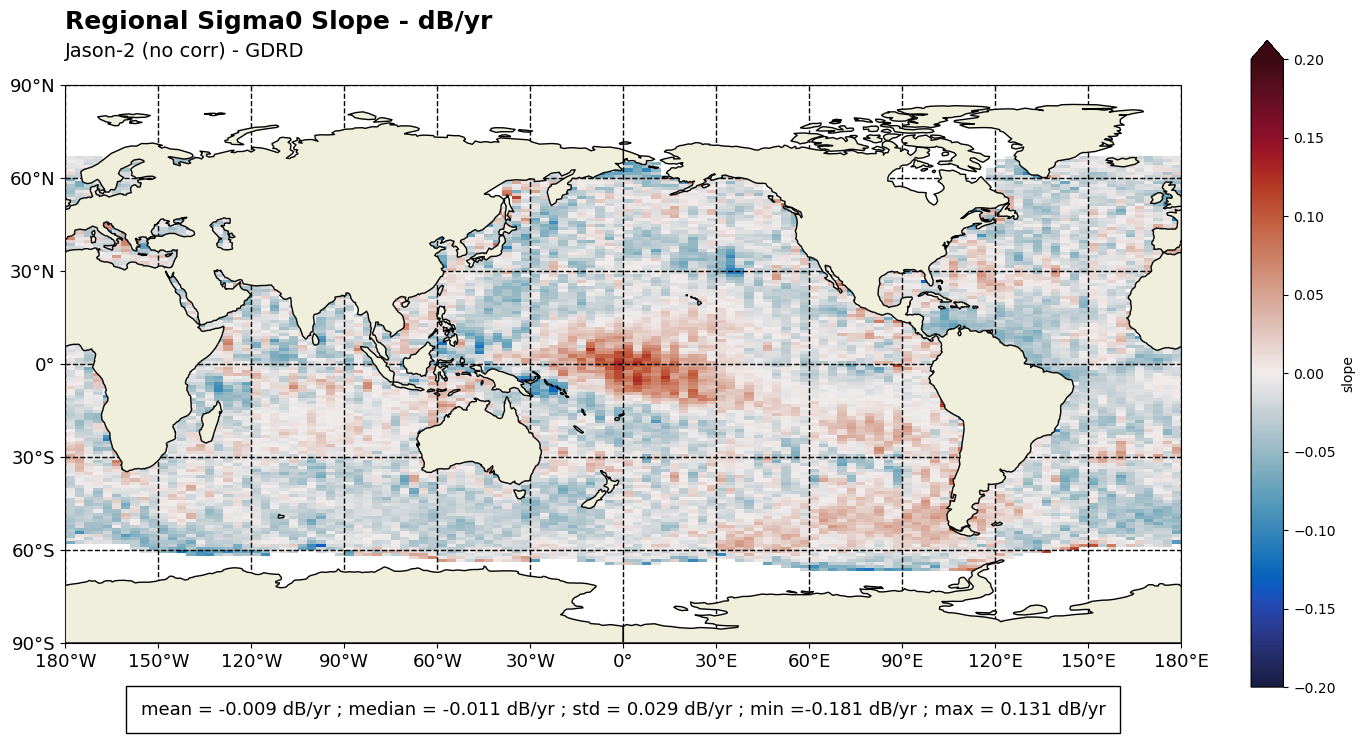 Regional Sigma0 Slope - dB/yr
Jason-2 (no corr) - GDRD
90°N
60°N
30°N
0°
30°S
60°S
90°S
180°W 150°W 120°W 90°W 60°W 30°W 0° 30°E 60°E 90°E 120°E 150°E 180°E
0.20
0.15
0.10
0.05
0.00
−0.05
−0.10
−0.15
−0.20
slope
mean = -0.009 dB/yr ; median = -0.011 dB/yr ; std = 0.029 dB/yr ; min =-0.181 dB/yr ; max = 0.131 dB/yr